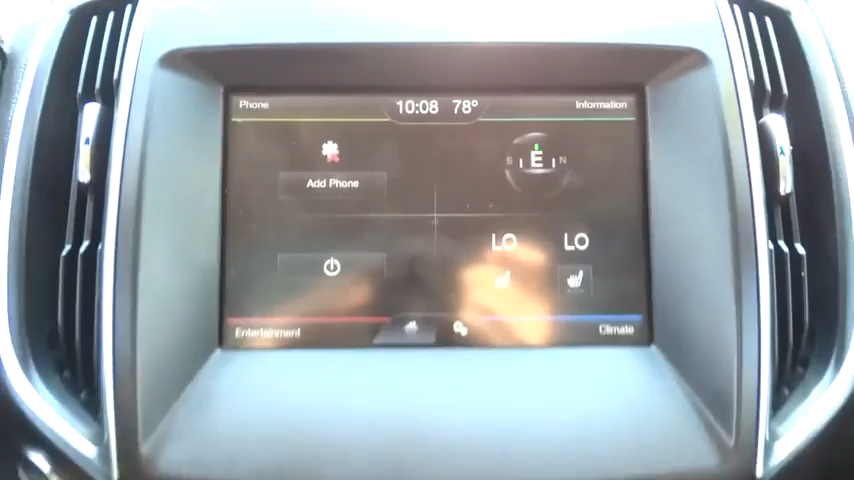 Phone
10:08 78°
Information
S E N
Add Phone
LO LO
Entertainment
Climate